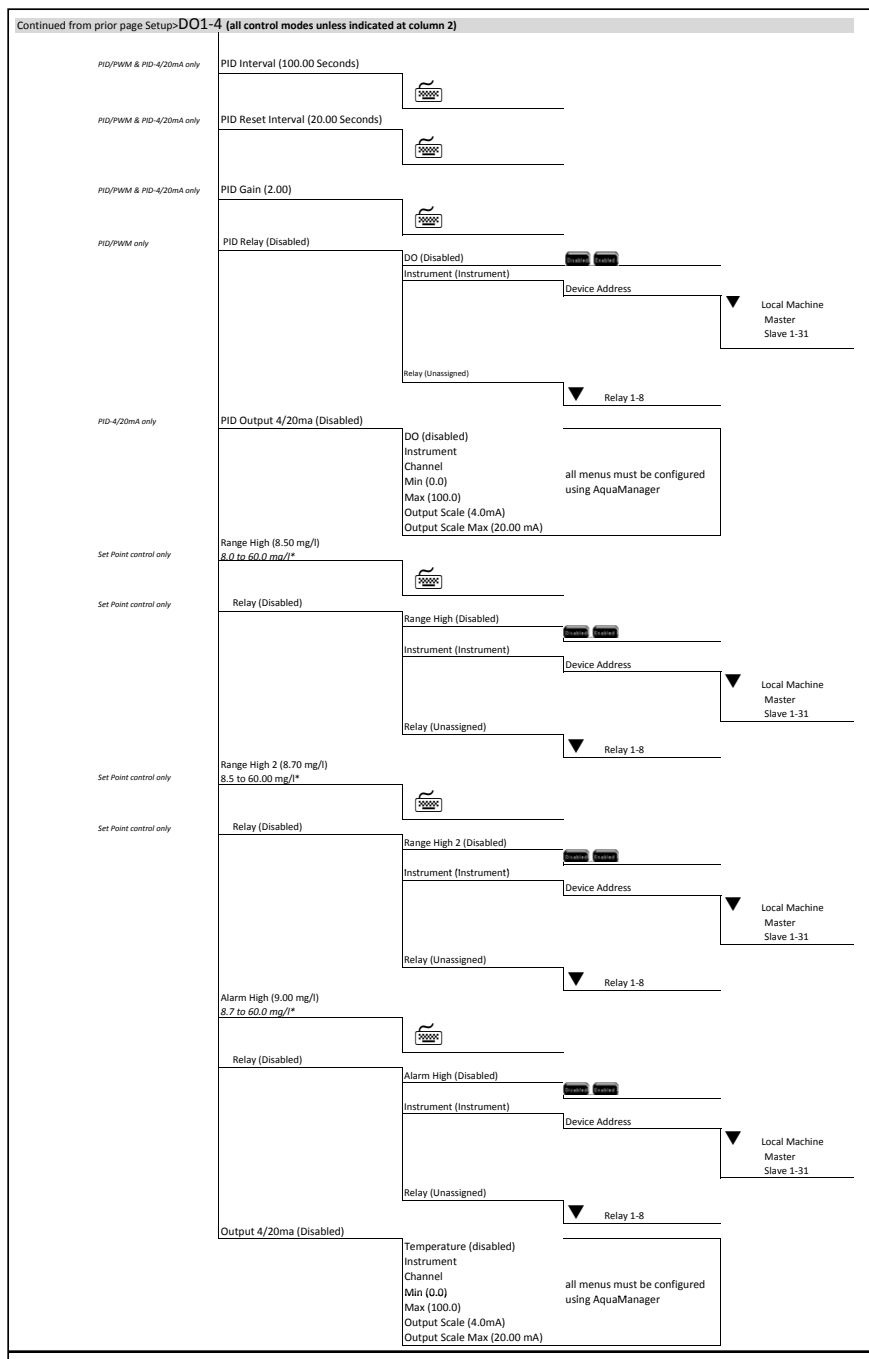 Continued from prior page Setup>DO1-4 (all control modes unless indicated at column 2)
PID/PWM & PID-4/20mA only PID Interval (100.00 Seconds)
PID/PWM & PID-4/20mA only PID Reset Interval (20.00 Seconds)
PID/PWM & PID-4/20mA only PID Gain (2.00)
PID/PWM only PID Relay (Disabled)
DO (Disabled) Disabled Enabled
Instrument (Instrument)
Device Address
Local Machine
Master
Slave 1-31
Relay (Unassigned)
Relay 1-8
PID-4/20mA only PID Output 4/20ma (Disabled)
DO (disabled)
Instrument
Channel
Min (0.0)
Max (100.0)
Output Scale (4.0mA)
Output Scale Max (20.00 mA)
all menus must be configured
using AquaManager
Range High (8.50 mg/l)
Set Point control only 8.0 to 60.0 mg/l*
Set Point control only Relay (Disabled)
Range High (Disabled)
Disabled Enabled
Instrument (Instrument)
Device Address
Local Machine
Master
Slave 1-31
Relay (Unassigned)
Relay 1-8
Range High 2 (8.70 mg/l)
Set Point control only 8.5 to 60.00 mg/l*
Set Point control only Relay (Disabled)
Range High 2 (Disabled)
Disabled Enabled
Instrument (Instrument)
Device Address
Local Machine
Master
Slave 1-31
Relay (Unassigned)
Relay 1-8
Alarm High (9.00 mg/l)
8.7 to 60.0 mg/l*
Relay (Disabled)
Alarm High (Disabled)
Disabled Enabled
Instrument (Instrument)
Device Address
Local Machine
Master
Slave 1-31
Relay (Unassigned)
Relay 1-8
Output 4/20ma (Disabled)
Temperature (disabled)
Instrument
Channel
Min (0.0)
Max (100.0)
Output Scale (4.0mA)
Output Scale Max (20.00 mA)
all menus must be configured
using AquaManager